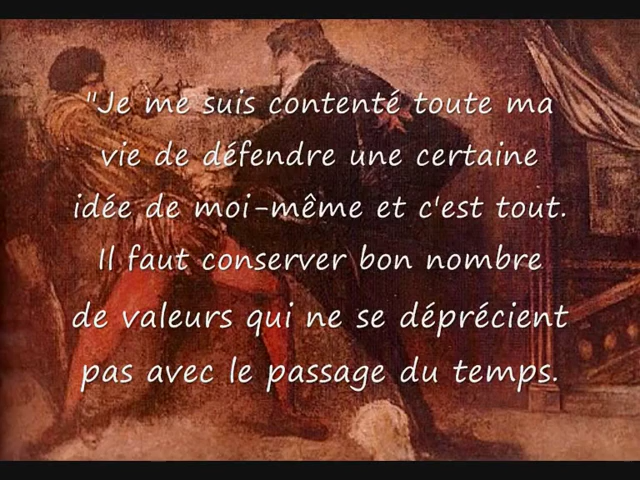 "Je me suis contenté toute ma
vie de défendre une certaine
idée de moi-même et c'est tout.
Il faut conserver bon nombre
de valeurs qui ne se déprécient
pas avec le passage du temps.